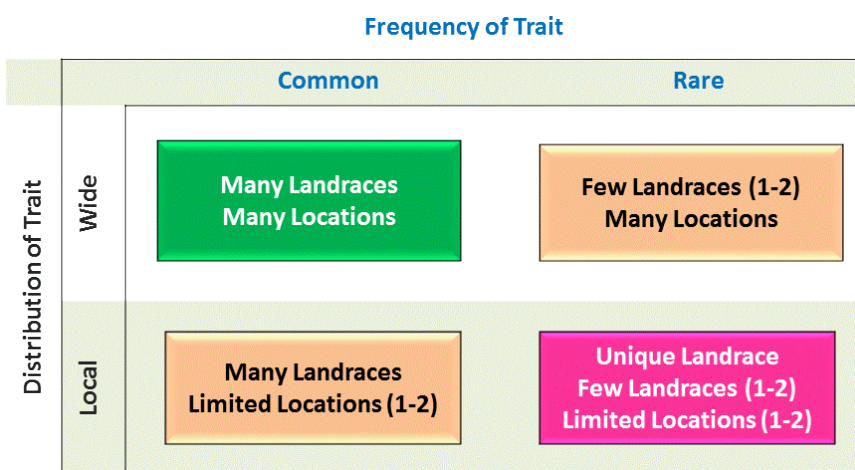 Frequency of Trait
Common
Rare
Distribution of Trait
Wide
Many Landraces
Many Locations
Few Landraces (1-2)
Many Locations
Local
Many Landraces
Limited Locations (1-2)
Unique Landrace
Few Landraces (1-2)
Limited Locations (1-2)